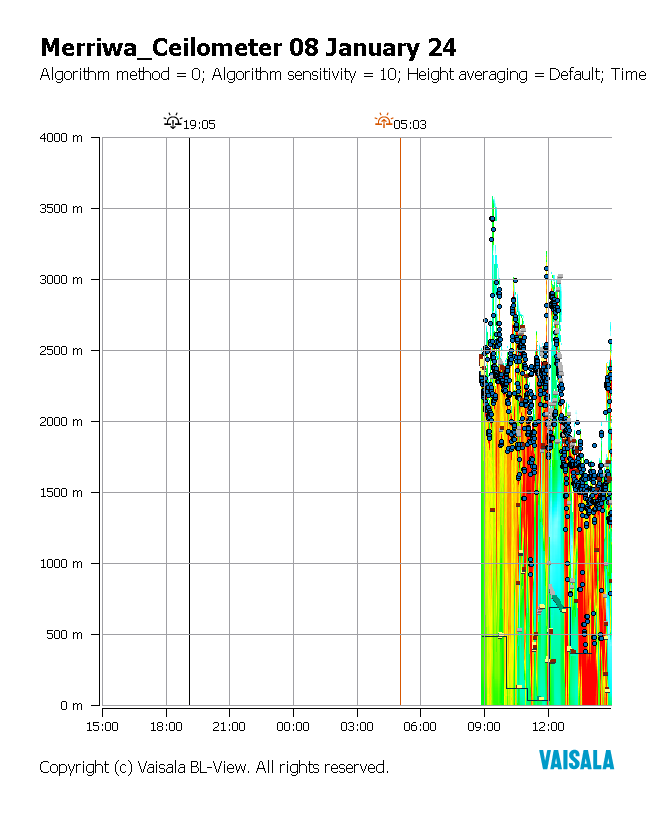 Merriwa_Ceilometer 08 January 24
Algorithm method = 0; Algorithm sensitivity = 10; Height averaging = Default; Time
19:05 05:03
4000 m
3500 m
3000 m
2500 m
2000 m
1500 m
1000 m
500 m
0 m
15:00 18:00 21:00 00:00 03:00 06:00 09:00 12:00
Copyright (c) Vaisala BL-View. All rights reserved.
VAISALA